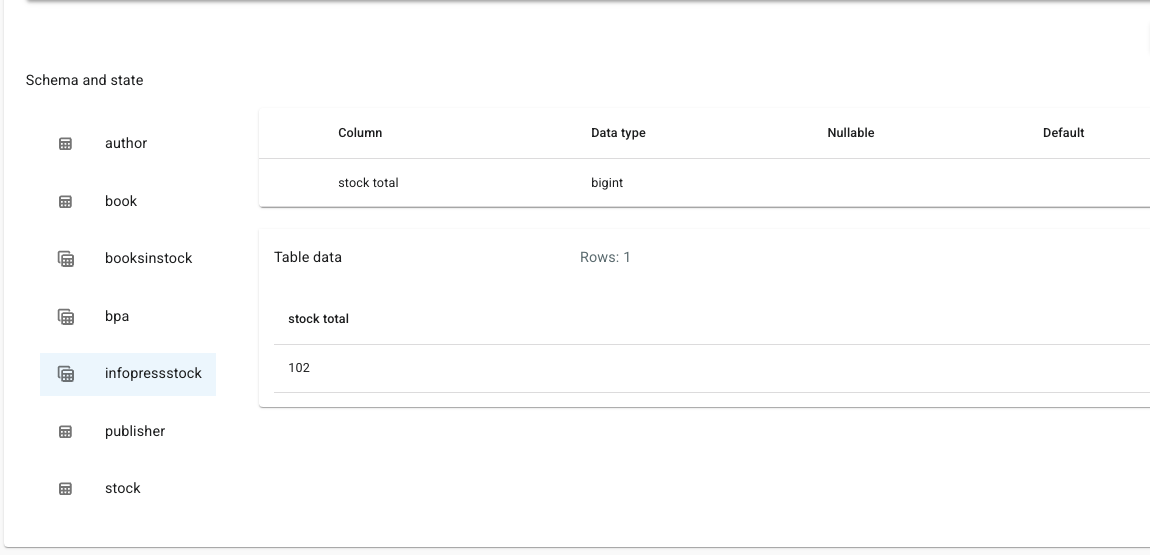 Schema and state
author
book
booksinstock
bpa
infopressstock
publisher
stock
Column Data type Nullable Default
stock total bigint
Table data Rows: 1
stock total
102